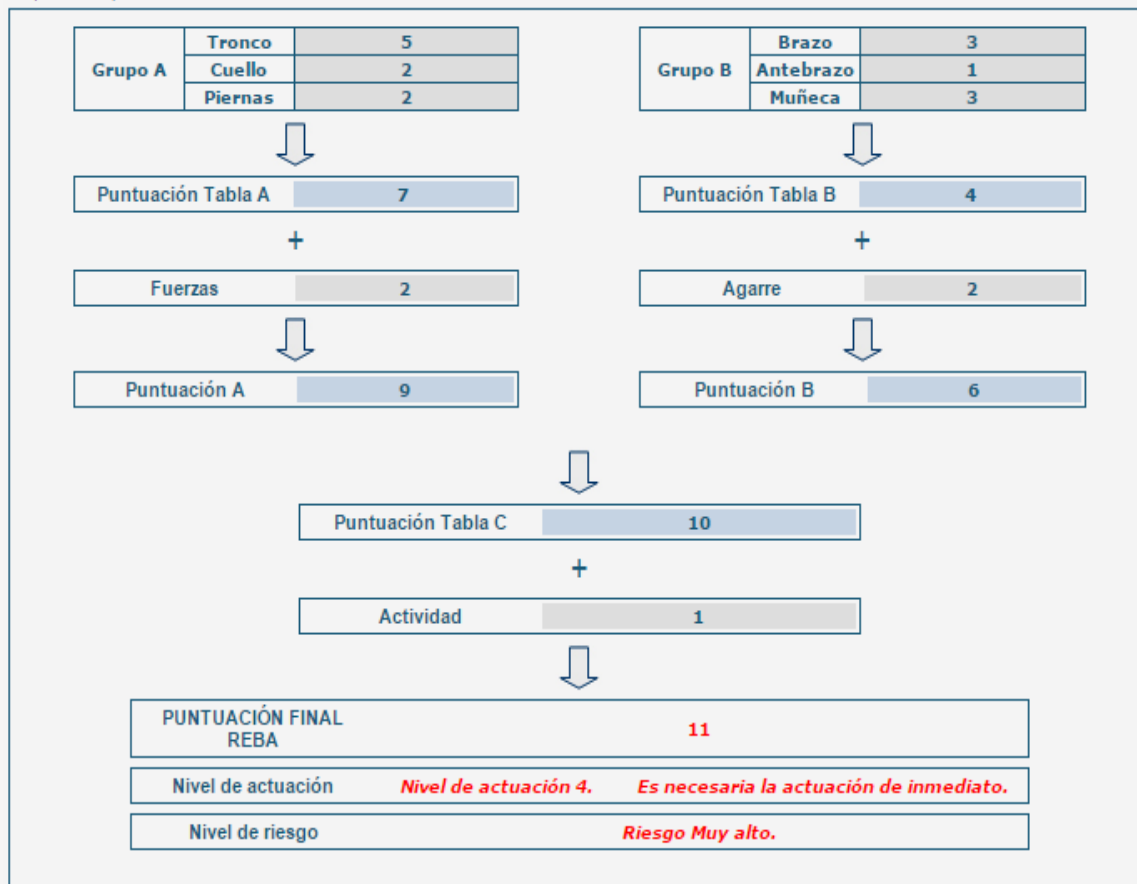 Grupo A
Tronco 5
Cuello 2
Piernas 2
Grupo B
Brazo 3
Antebrazo 1
Muñeca 3
Puntuación Tabla A 7
Puntuación Tabla B 4
+
+
Fuerzas 2
Agarre 2
Puntuación A 9
Puntuación B 6
Puntuación Tabla C 10
+
Actividad 1
PUNTUACIÓN FINAL
REBA
11
Nivel de actuación Nivel de actuación 4. Es necesaria la actuación de inmediato.
Nivel de riesgo Riesgo Muy alto.